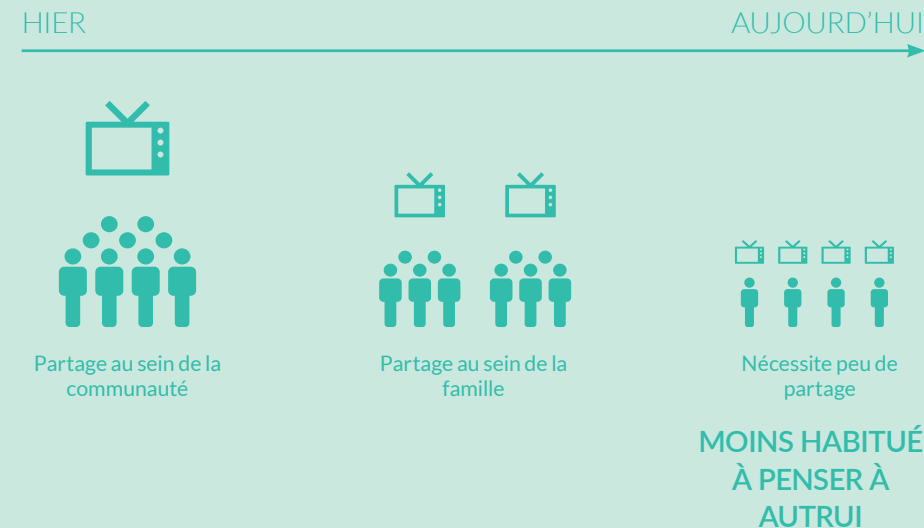 HIER
AUJOURD'HUI
Partage au sein de la
communauté
Partage au sein de la
famille
Nécessite peu de
partage
MOINS HABITUÉ
À PENSER À
AUTRUI